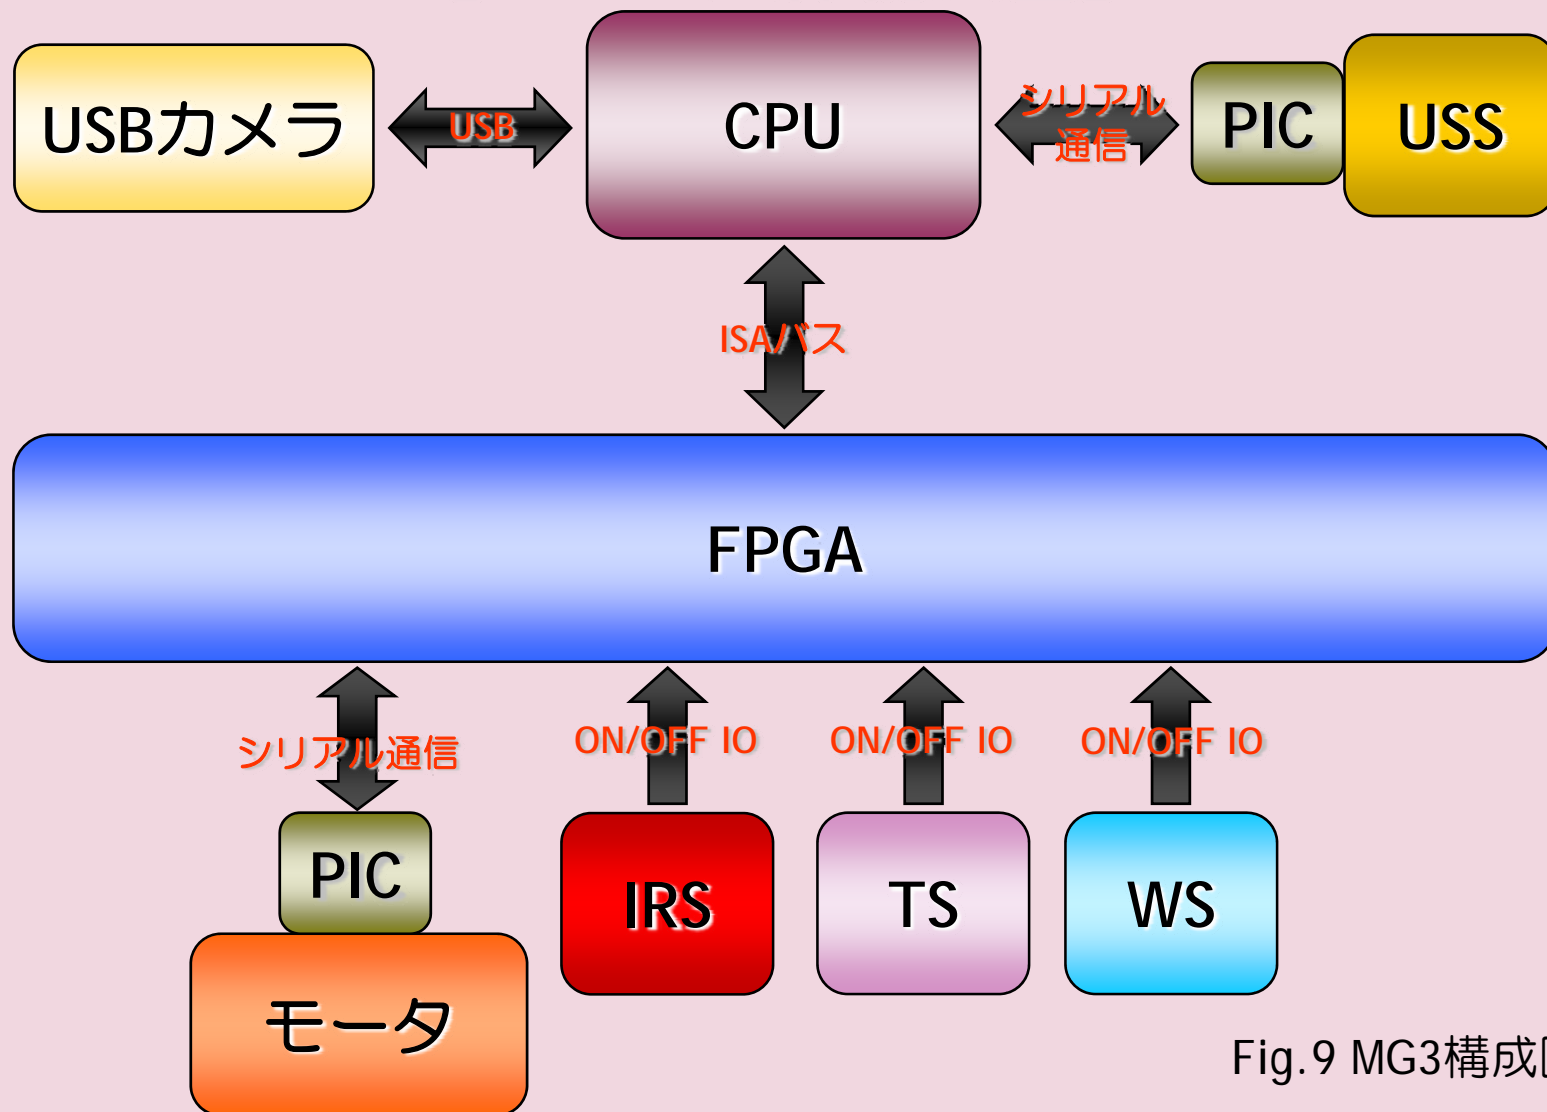 USBカメラ
USB
CPU
シリアル
通信
PIC
USS
ISAバス
FPGA
シリアル通信
ON/OFF IO
ON/OFF IO
ON/OFF IO
PIC
IRS
TS
WS
モータ
Fig.9 MG3構成